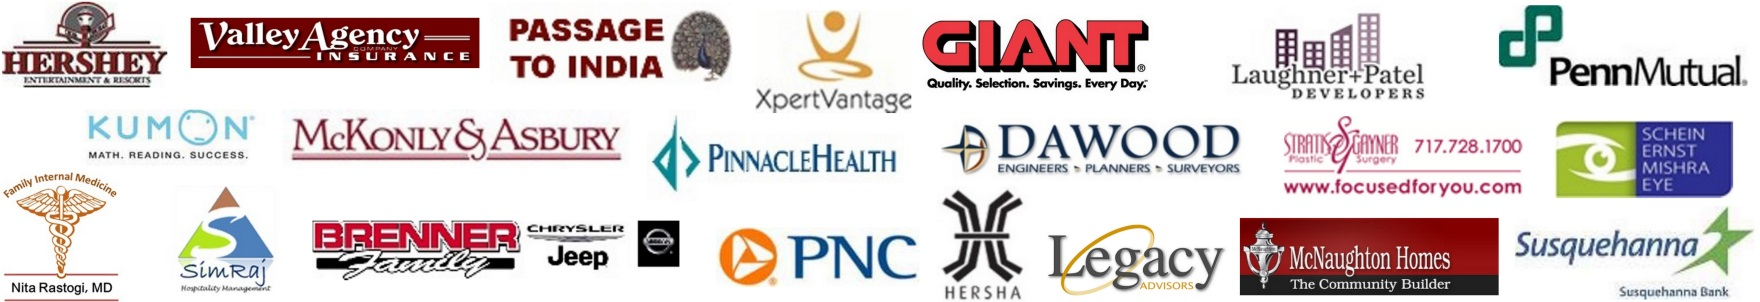 HERSHEY
ENTERTAINMENT & RESORTS
Valley Agency
COMPANY
INSURANCE
PASSAGE
TO INDIA
XpertVantage
GIANT®
Quality. Selection. Savings. Every Day.
Laughner+Patel
DEVELOPERS
PennMutual®
KUMON
MATH. READING. SUCCESS.
McKonly & Asbury
PinnacleHealth
DAWOOD
ENGINEERS • PLANNERS • SURVEYORS
STRATIS & GAYNER
Plastic Surgery
717.728.1700
www.focusedforyou.com
SCHEIN
ERNST
MISHRA
EYE
Family Internal Medicine
Nita Rastogi, MD
SimRaj
Hospitality Management
BRENNER
Family
CHRYSLER
Jeep
NISSAN
PNC
HERSHA
Legacy
ADVISORS
McNaughton Homes
The Community Builder
Susquehanna
Susquehanna Bank